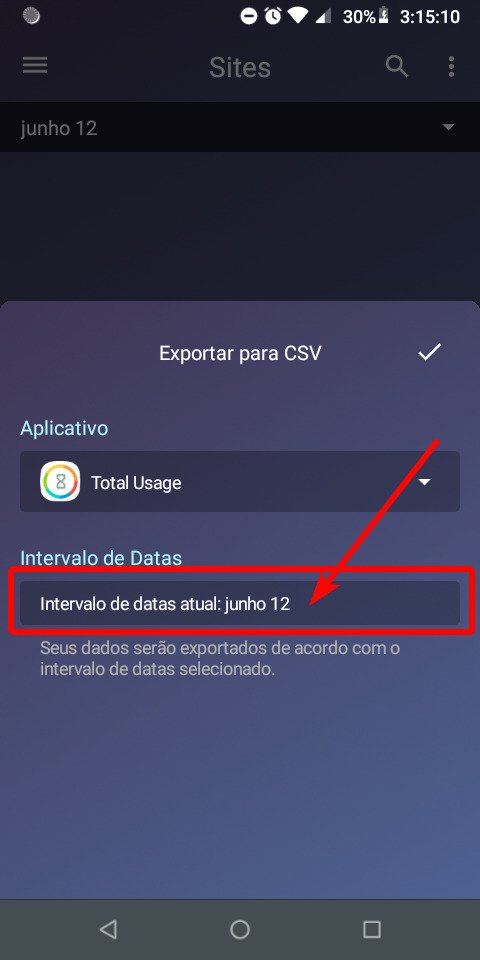 30% 3:15:10
Sites
junho 12
Exportar para CSV
Aplicativo
Total Usage
Intervalo de Datas
Intervalo de datas atual: junho 12
Seus dados serão exportados de acordo com o
intervalo de datas selecionado.